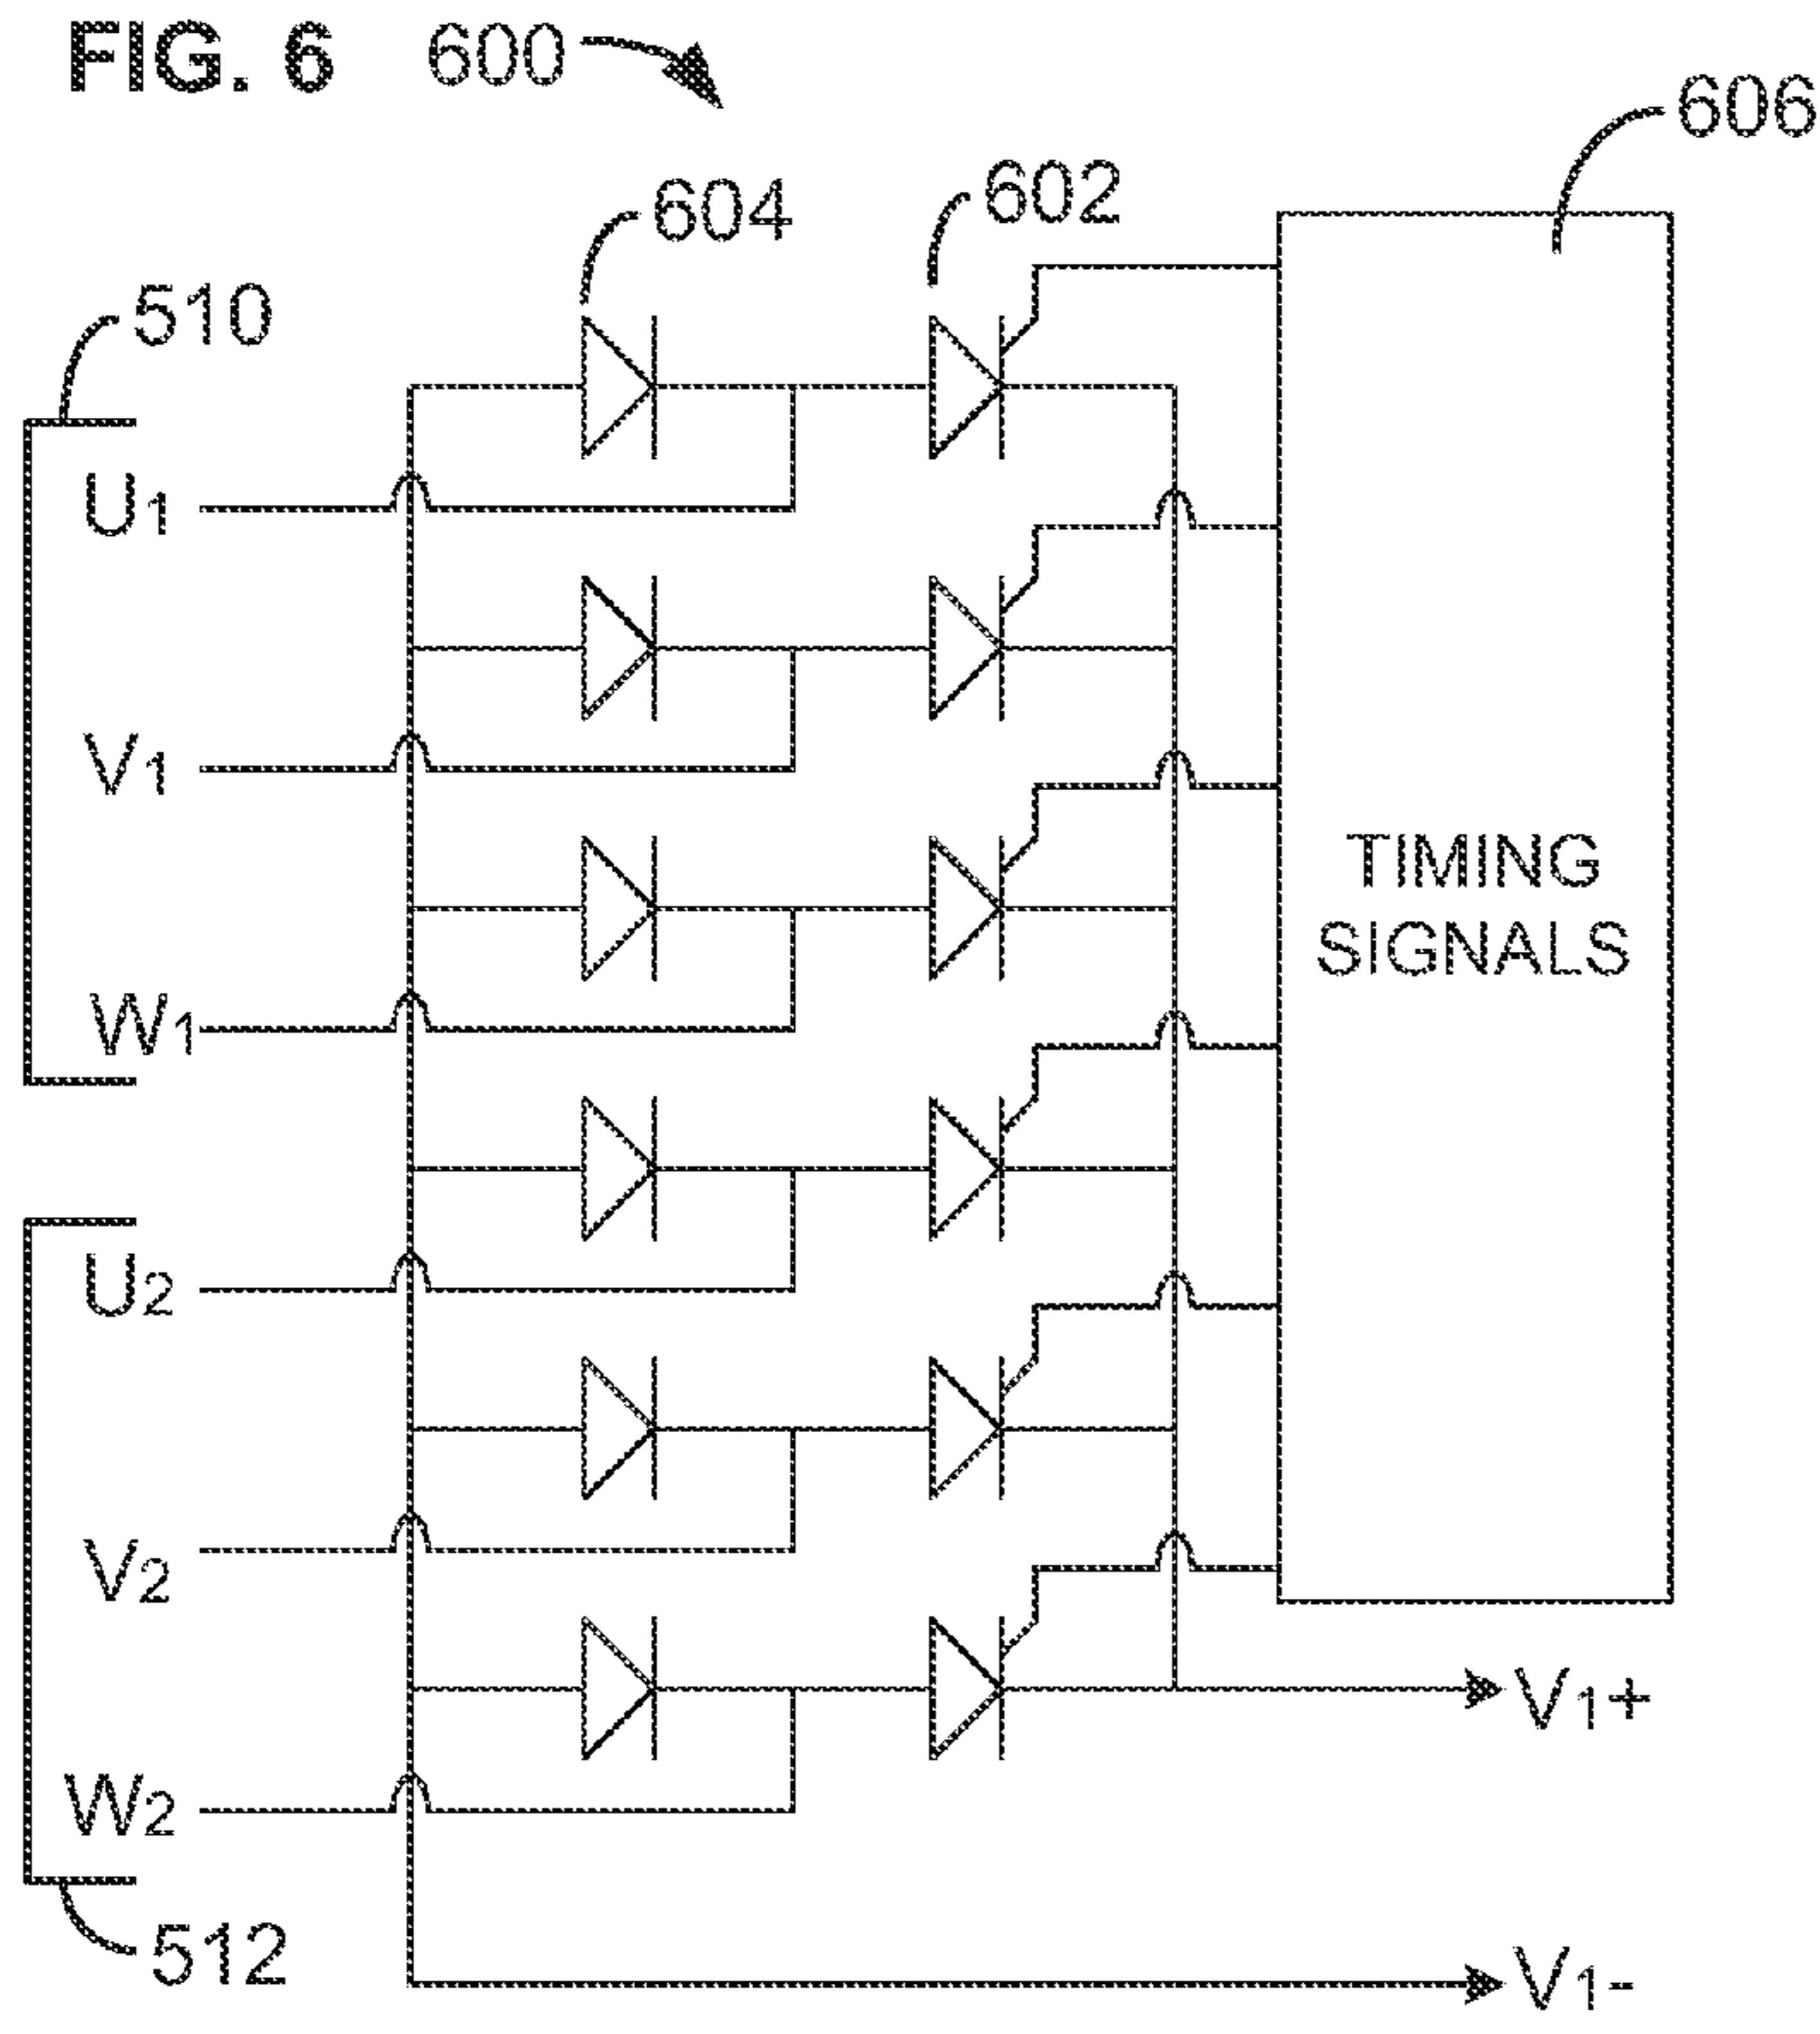 FIG. 6 600
606
604
602
510
U1
V1
TIMING
SIGNALS
W1
U2
V2
V1+
W2
512
V1-